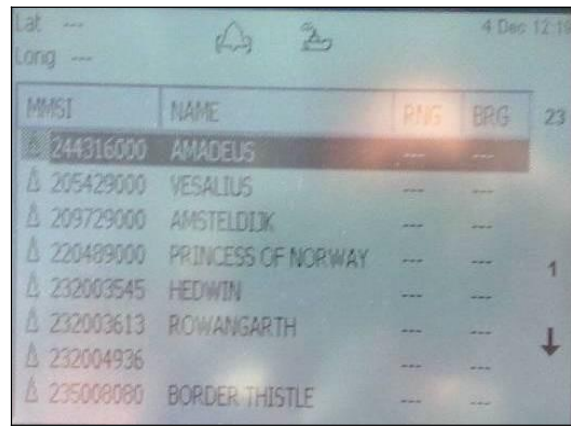 Lat ---
Long ---
4 Dec 12:19
MMSI NAME RNG BRG 23
244316000 AMADEUS --- ---
205429000 VESALIUS --- ---
209729000 AMSTELDIJK --- ---
220489000 PRINCESS OF NORWAY --- --- 1
232003545 HEDWIN --- ---
232003613 ROWANGARTH --- ---
232004936 --- ---
235008080 BORDER THISTLE --- ---